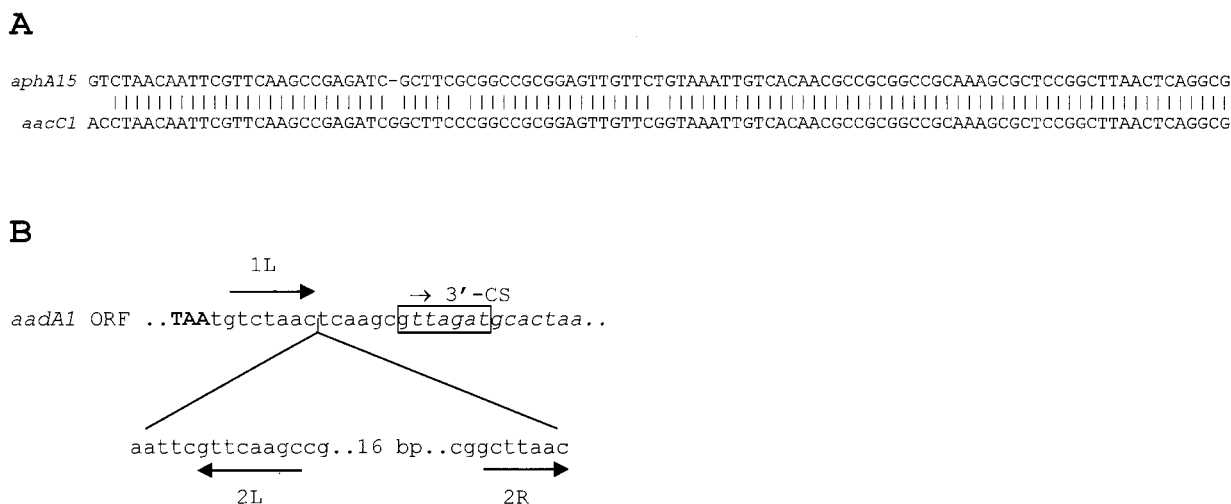 A
aphA15 GTCTAACAATTCGTTCAAGCCGAGATC-GCTTCGCGGCCGCGGAGTTGTTCTGTAAATTGTCACAACGCCGCGGCCGCAAAGCGCTCCGGCTTAACTCAGGCG
aacC1 ACCTAACAATTCGTTCAAGCCGAGATCGGCTTCCCGGCCGCGGAGTTGTTCGGTAAATTGTCACAACGCCGCGGCCGCAAAGCGCTCCGGCTTAACTCAGGCG
B
1L
→ 3'-CS
aadA1 ORF ..TAAtgtctaactcaagcgttagatgcactaa..
aattcgttcaagccg..16 bp..cggcttaac
2L 2R